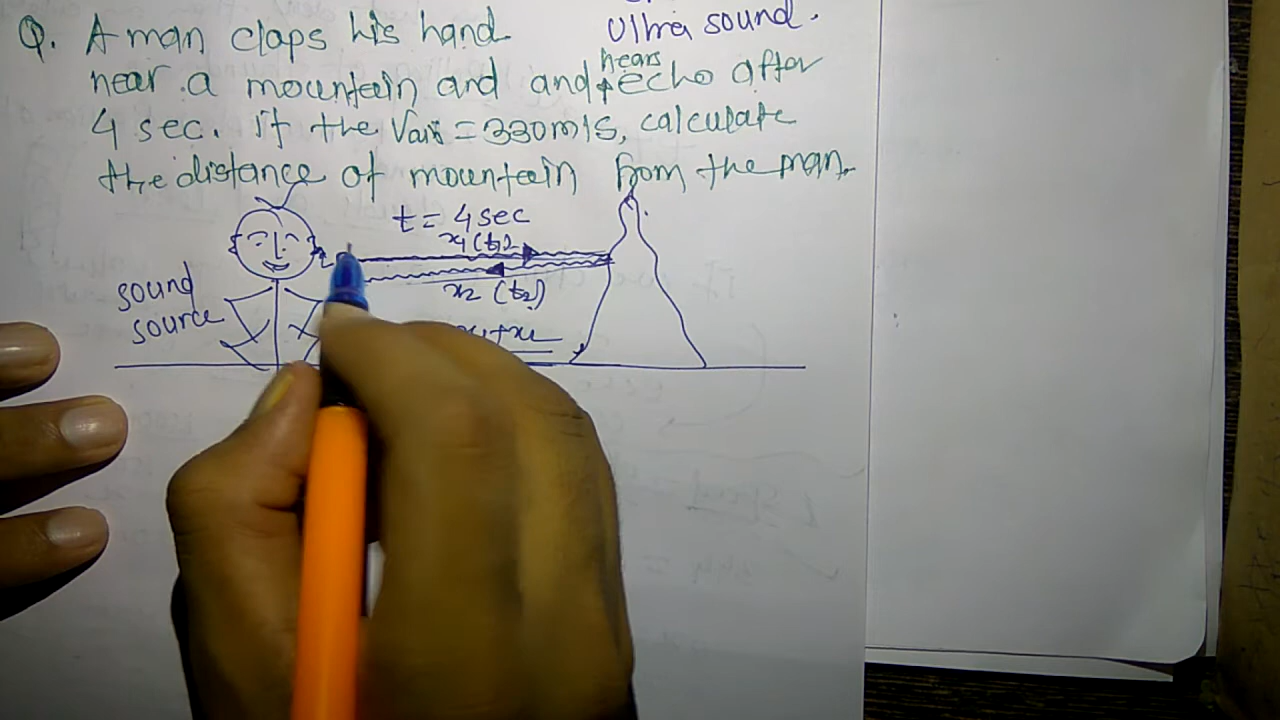 Ultra sound.
Q. A man claps his hand
near a mountain and and hears echo after
4 sec. if the Vair = 330m/s, calculate
the distance of mountain from the man.
t = 4 sec
x1 (t1)
x2 (t2)
sound
source